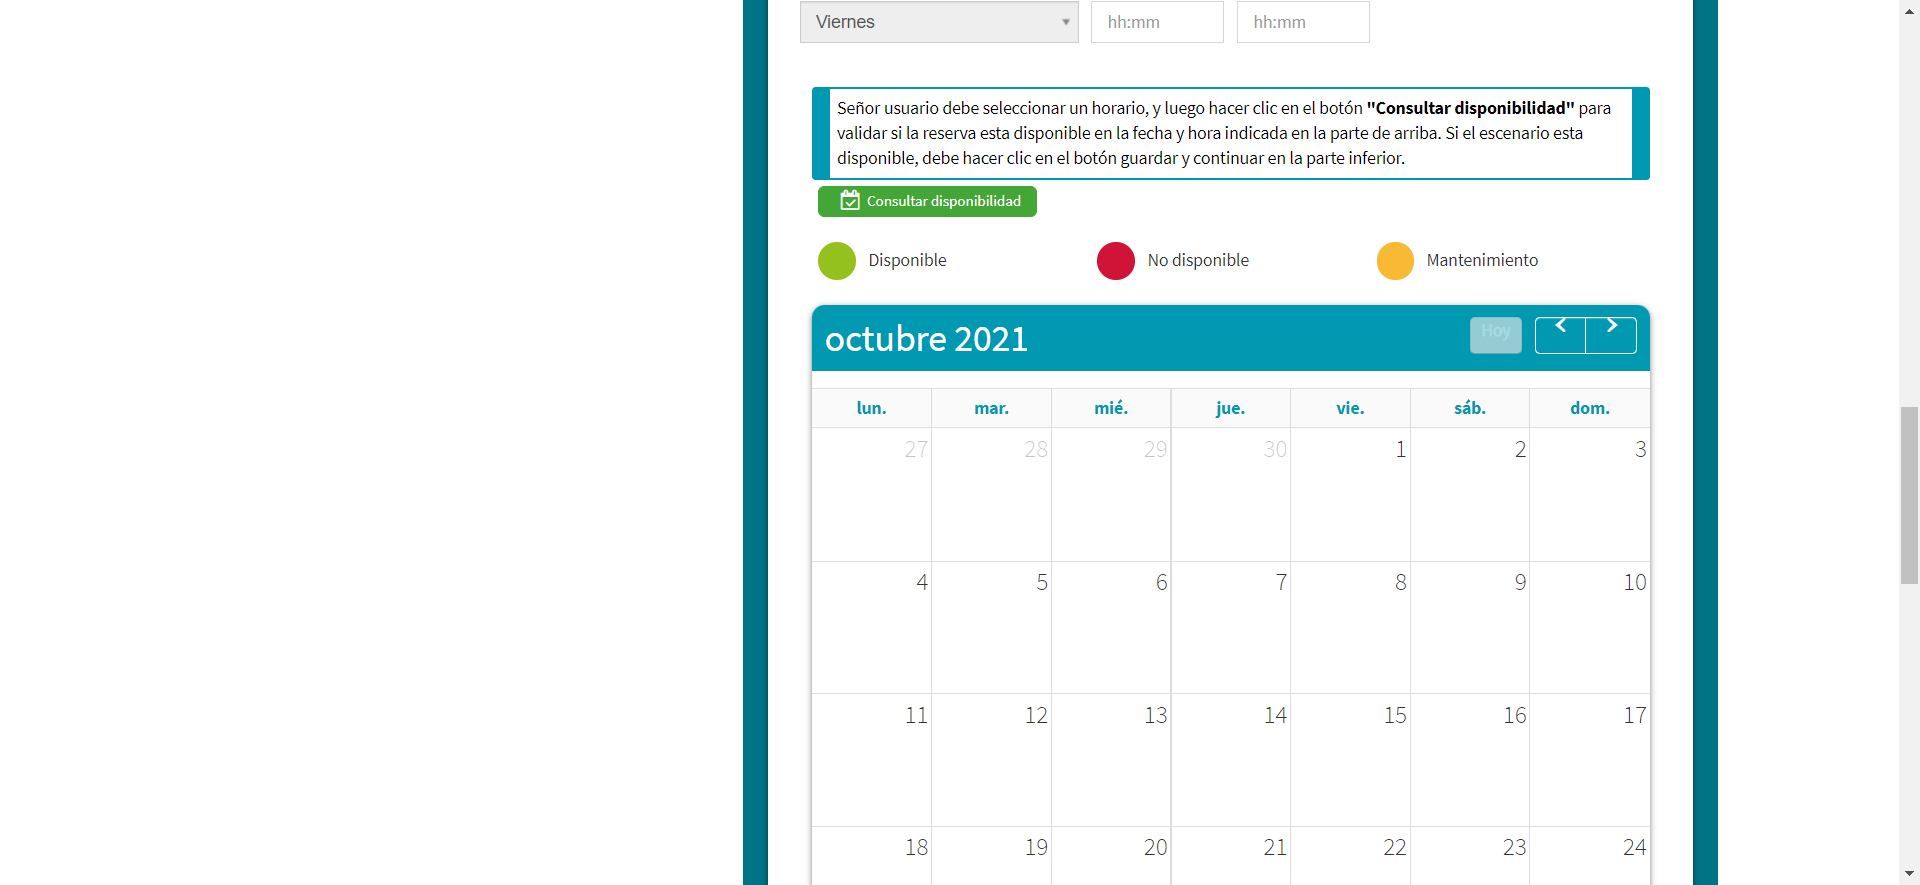 Viernes hh:mm hh:mm
Señor usuario debe seleccionar un horario, y luego hacer clic en el botón "Consultar disponibilidad" para
validar si la reserva esta disponible en la fecha y hora indicada en la parte de arriba. Si el escenario esta
disponible, debe hacer clic en el botón guardar y continuar en la parte inferior.
Consultar disponibilidad
Disponible No disponible Mantenimiento
octubre 2021 Hoy
lun. mar. mié. jue. vie. sáb. dom.
27 28 29 30 1 2 3
4 5 6 7 8 9 10
11 12 13 14 15 16 17
18 19 20 21 22 23 24